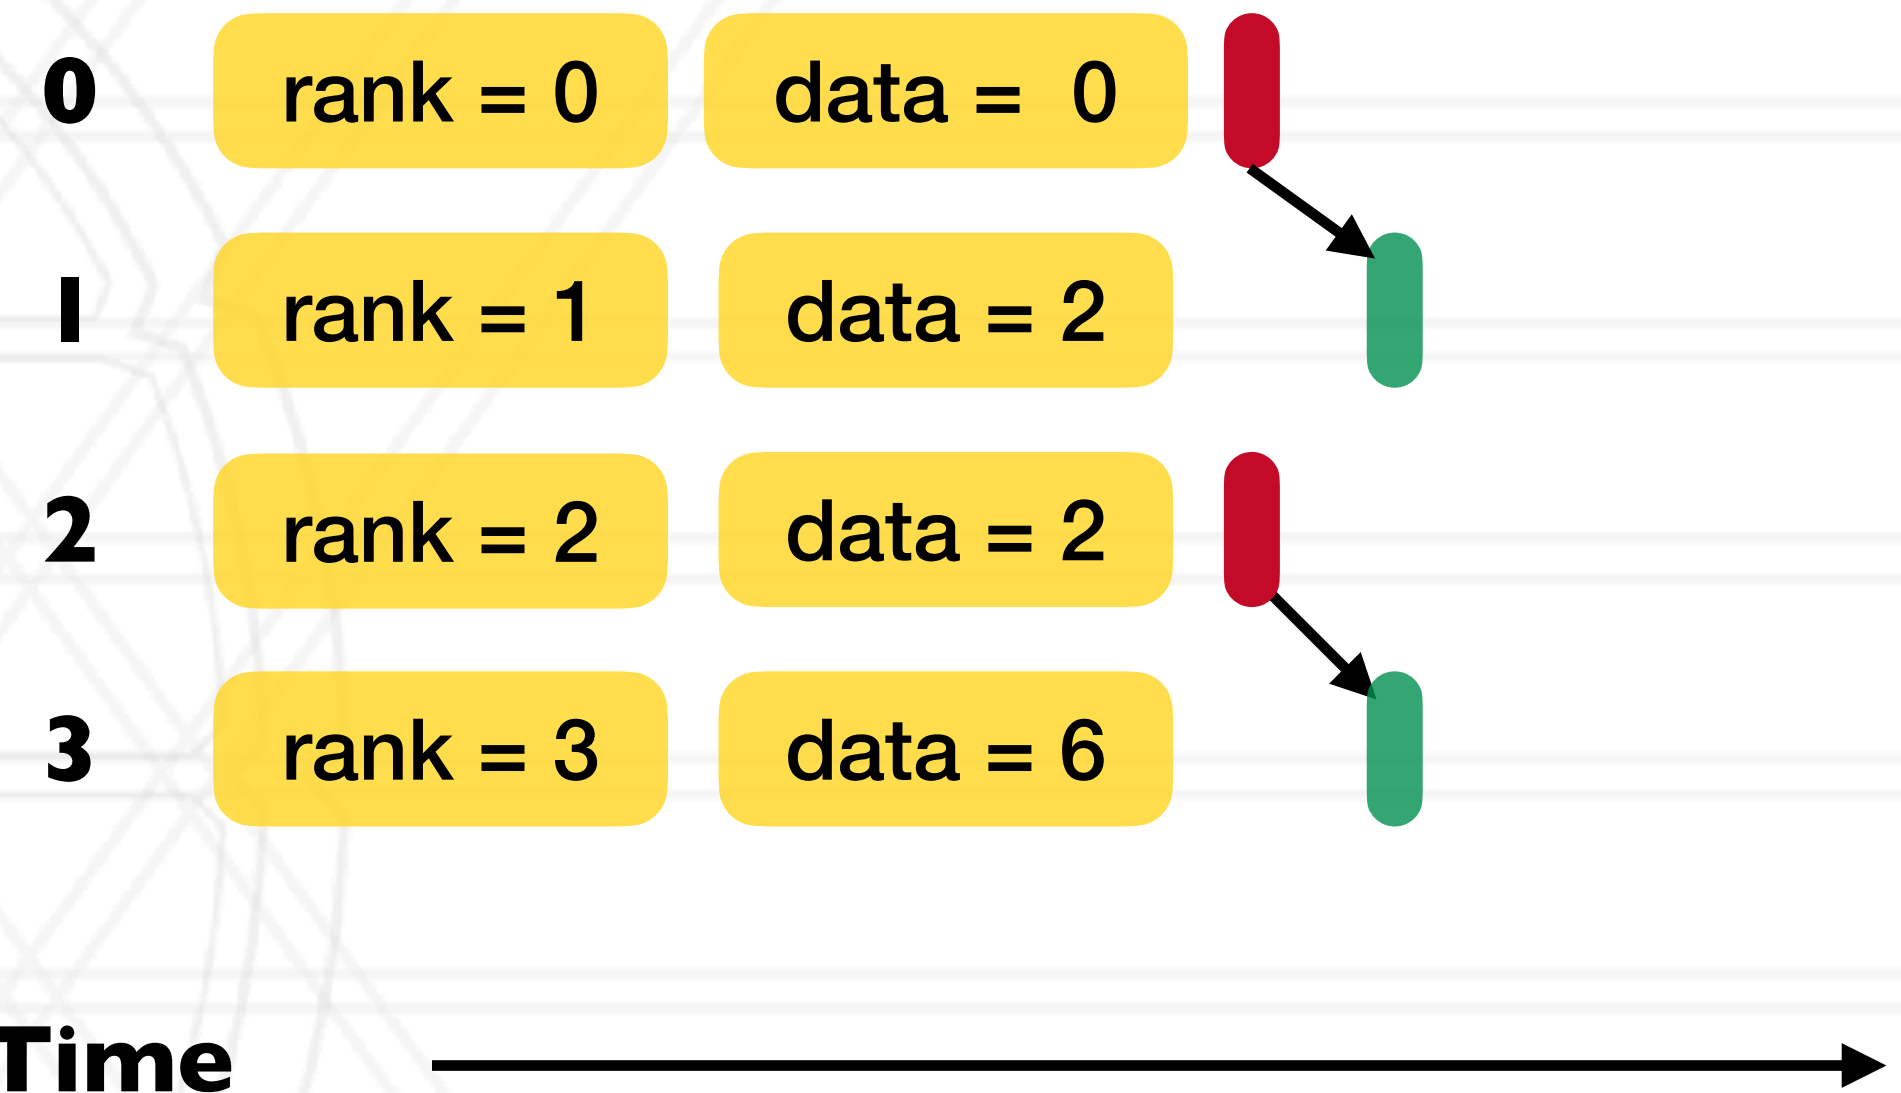 0 rank = 0 data = 0
1 rank = 1 data = 2
2 rank = 2 data = 2
3 rank = 3 data = 6
Time